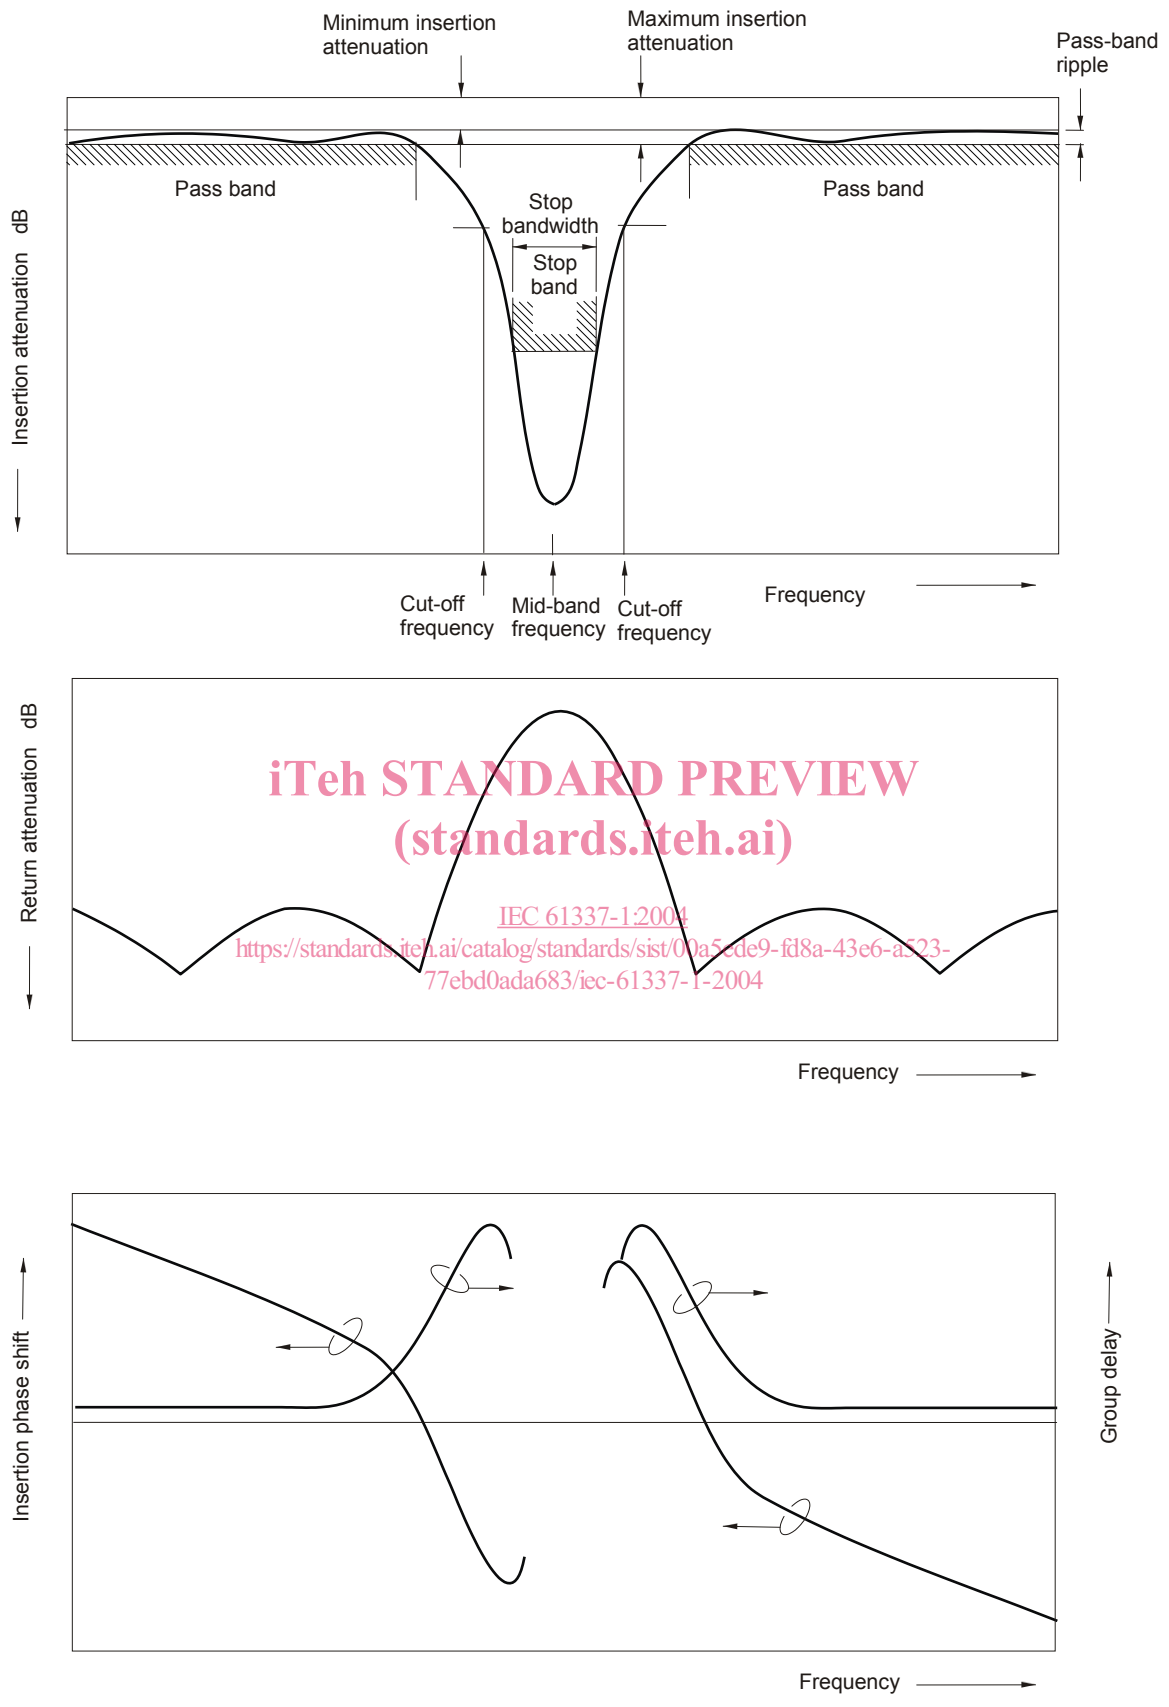 Minimum insertion
attenuation
Maximum insertion
attenuation
Pass-band
ripple
Pass band
Pass band
Stop
bandwidth
Stop
band
Insertion attenuation dB
Cut-off
frequency
Mid-band
frequency
Cut-off
frequency
Frequency
Return attenuation dB
iTeh STANDARD PREVIEW
(standards.iteh.ai)
IEC 61337-1:2004
https://standards.iteh.ai/catalog/standards/sist/00a5ede9-fd8a-43e6-a523-
77ebd0ada683/iec-61337-1-2004
Frequency
Insertion phase shift
Group delay
Frequency